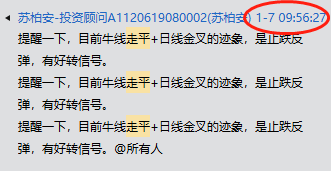 苏柏安-投资顾问A1120619080002(苏柏安) 1-7 09:56:27
提醒一下，目前牛线走平+日线金叉的迹象，是止跌反
弹，有好转信号。
提醒一下，目前牛线走平+日线金叉的迹象，是止跌反
弹，有好转信号。
提醒一下，目前牛线走平+日线金叉的迹象，是止跌反
弹，有好转信号。@所有人